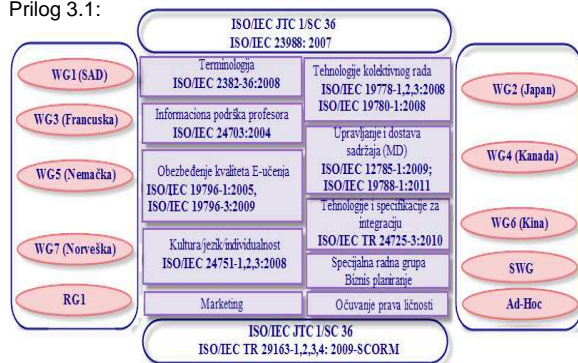 Prilog 3.1:
ISO/IEC JTC 1/SC 36
ISO/IEC 23988: 2007
WG1(SAD)
WG3 (Francuska)
WG5 (Nemačka)
WG7 (Norveška)
RG1
Terminologija
ISO/IEC 2382-36:2008
Informaciona podrška profesora
ISO/IEC 24703:2004
Obezbeđenje kvaliteta E-učenja
ISO/IEC 19796-1:2005,
ISO/IEC 19796-3:2009
Kultura/jezik/individualnost
ISO/IEC 24751-1,2,3:2008
Marketing
Tehnologije kolektivnog rada
ISO/IEC 19778-1,2,3:2008
ISO/IEC 19780-1:2008
Upravljanje i dostava
sadržaja (MD)
ISO/IEC 12785-1:2009;
ISO/IEC 19788-1:2011
Tehnologije i specifikacije za
integraciju
ISO/IEC TR 24725-3:2010
Specijalna radna grupa
Biznis planiranje
Očuvanje prava ličnosti
WG2 (Japan)
WG4 (Kanada)
WG6 (Kina)
SWG
Ad-Hoc
ISO/IEC JTC 1/SC 36
ISO/IEC TR 29163-1,2,3,4: 2009-SCORM